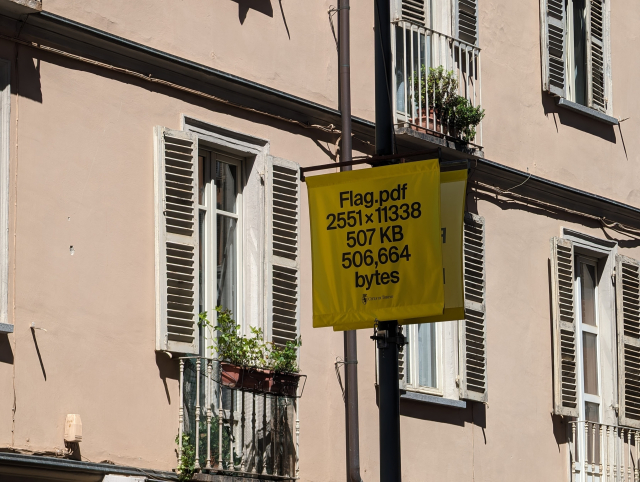 Flag.pdf
2551×11338
507 KB
506,664
bytes